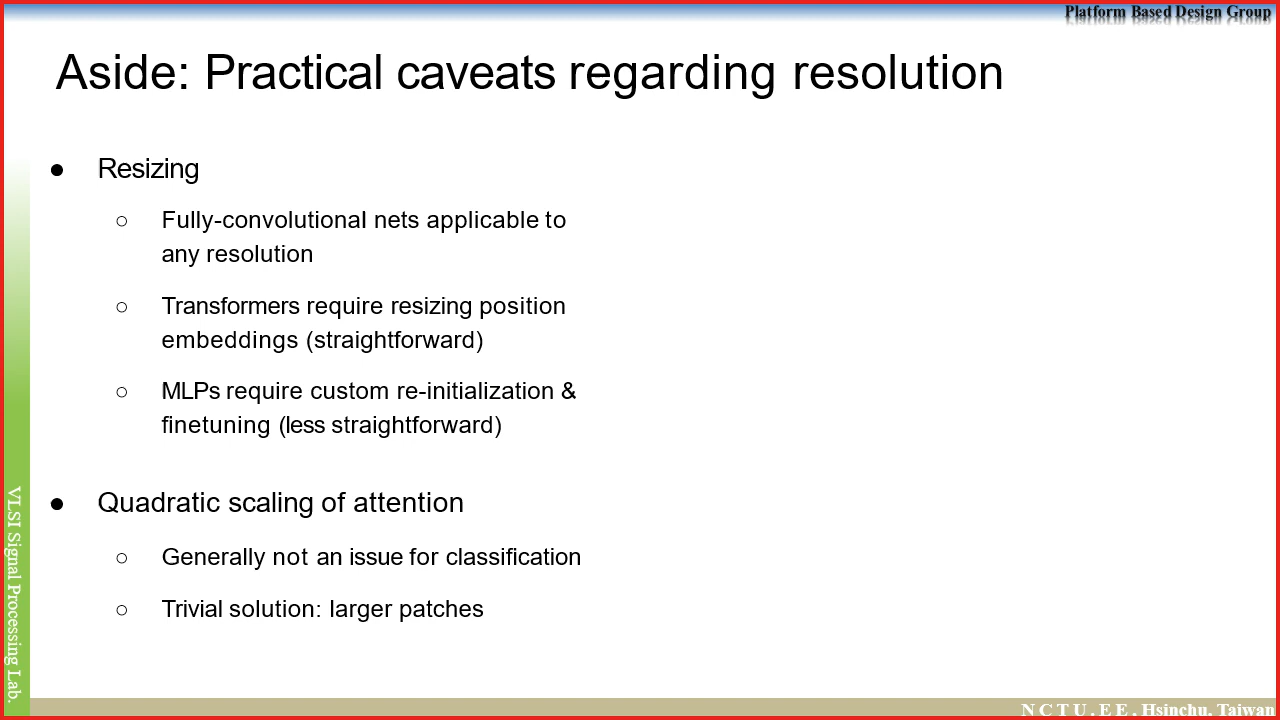 Platform Based Design Group
Aside: Practical caveats regarding resolution
● Resizing
○ Fully-convolutional nets applicable to
any resolution
○ Transformers require resizing position
embeddings (straightforward)
○ MLPs require custom re-initialization &
finetuning (less straightforward)
● Quadratic scaling of attention
○ Generally not an issue for classification
○ Trivial solution: larger patches
VLSI Signal Processing Lab.
N C T U . E E , Hsinchu, Taiwan